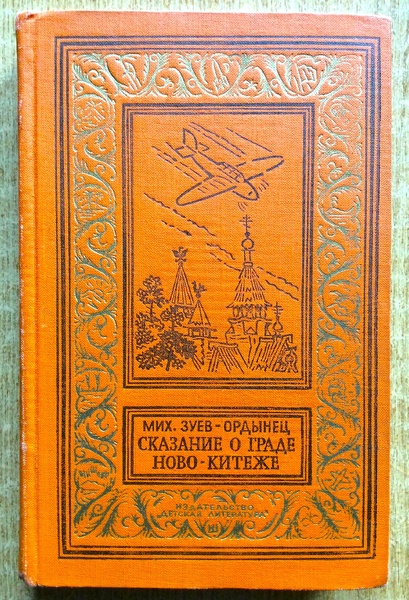 МИХ. ЗУЕВ-ОРДЫНЕЦ
СКАЗАНИЕ О ГРАДЕ
НОВО-КИТЕЖЕ
ИЗДАТЕЛЬСТВО
"ДЕТСКАЯ ЛИТЕРАТУРА"